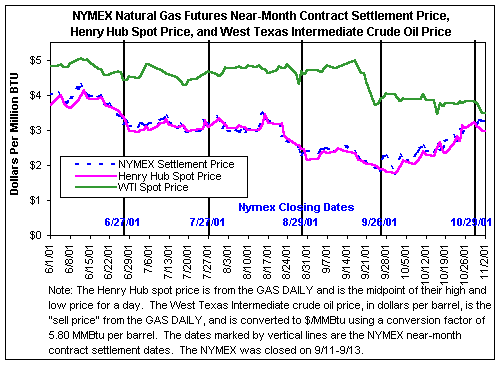 NYMEX Natural Gas Futures Near-Month Contract Settlement Price,
Henry Hub Spot Price, and West Texas Intermediate Crude Oil Price
Dollars Per Million BTU
$5
$4
$3
$2
$1
$0
NYMEX Settlement Price
Henry Hub Spot Price
WTI Spot Price
Nymex Closing Dates
6/27/01
7/27/01
8/29/01
9/26/01
10/29/01
6/1/01
6/8/01
6/15/01
6/22/01
6/29/01
7/6/01
7/13/01
7/20/01
7/27/01
8/3/01
8/10/01
8/17/01
8/24/01
8/31/01
9/7/01
9/14/01
9/21/01
9/28/01
10/5/01
10/12/01
10/19/01
10/26/01
11/2/01
Note: The Henry Hub spot price is from the GAS DAILY and is the midpoint of their high and
low price for a day. The West Texas Intermediate crude oil price, in dollars per barrel, is the
"sell price" from the GAS DAILY, and is converted to $/MMBtu using a conversion factor of
5.80 MMBtu per barrel. The dates marked by vertical lines are the NYMEX near-month
contract settlement dates. The NYMEX was closed on 9/11-9/13.